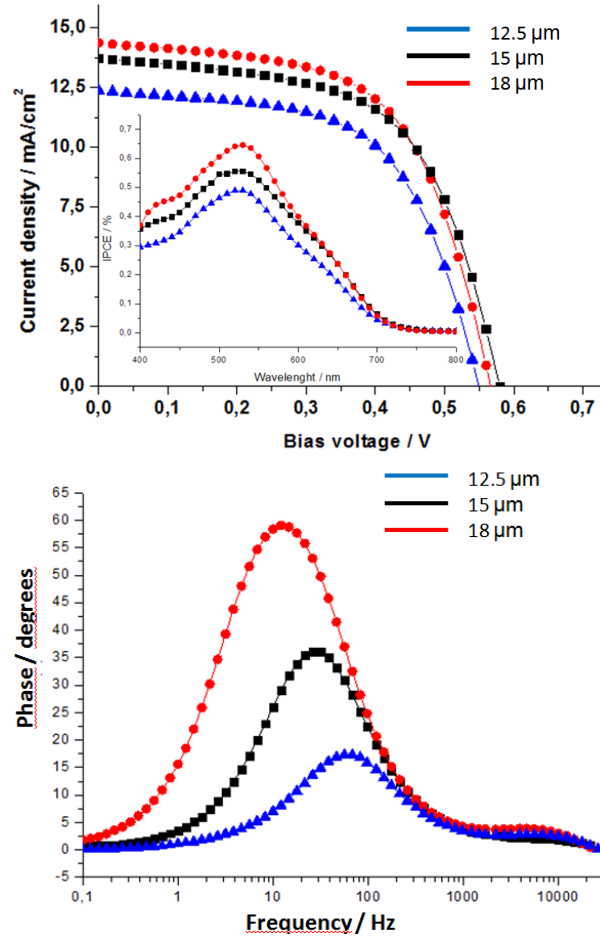 15,0
12,5
10,0
7,5
5,0
2,5
0,0
Current density / mA/cm²
12.5 µm
15 µm
18 µm
0,7
0,6
0,5
0,4
0,3
0,2
0,1
0,0
IPCE / %
400 500 600 700 800
Wavelenght / nm
0,0 0,1 0,2 0,3 0,4 0,5 0,6 0,7
Bias voltage / V
12.5 µm
15 µm
18 µm
65
60
55
50
45
40
35
30
25
20
15
10
5
0
-5
Phase / degrees
0,1 1 10 100 1000 10000
Frequency / Hz